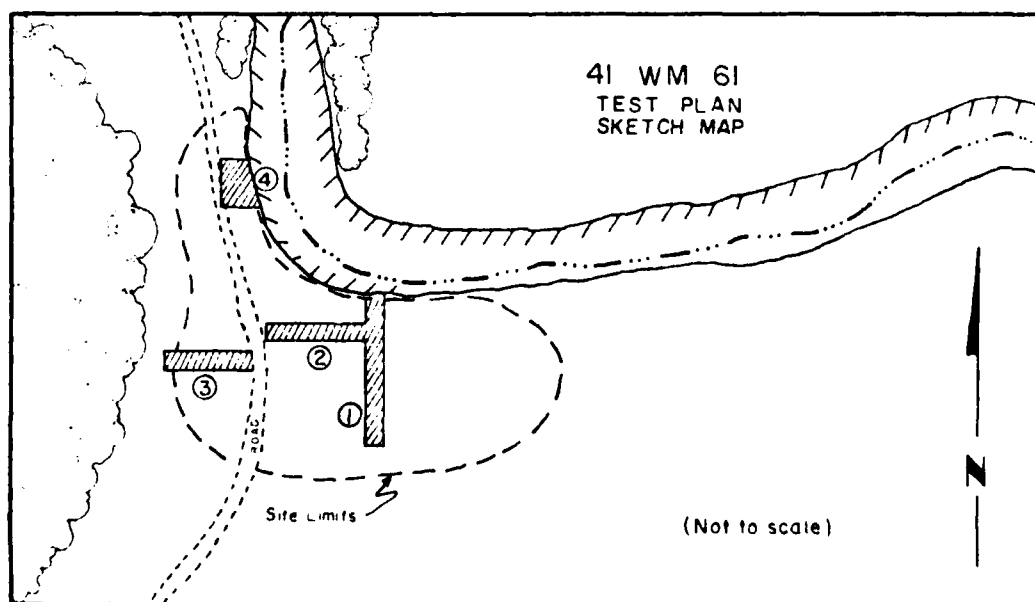 41 WM 61
TEST PLAN
SKETCH MAP
4
2
3
1
ROAD
Site Limits
(Not to scale)
N